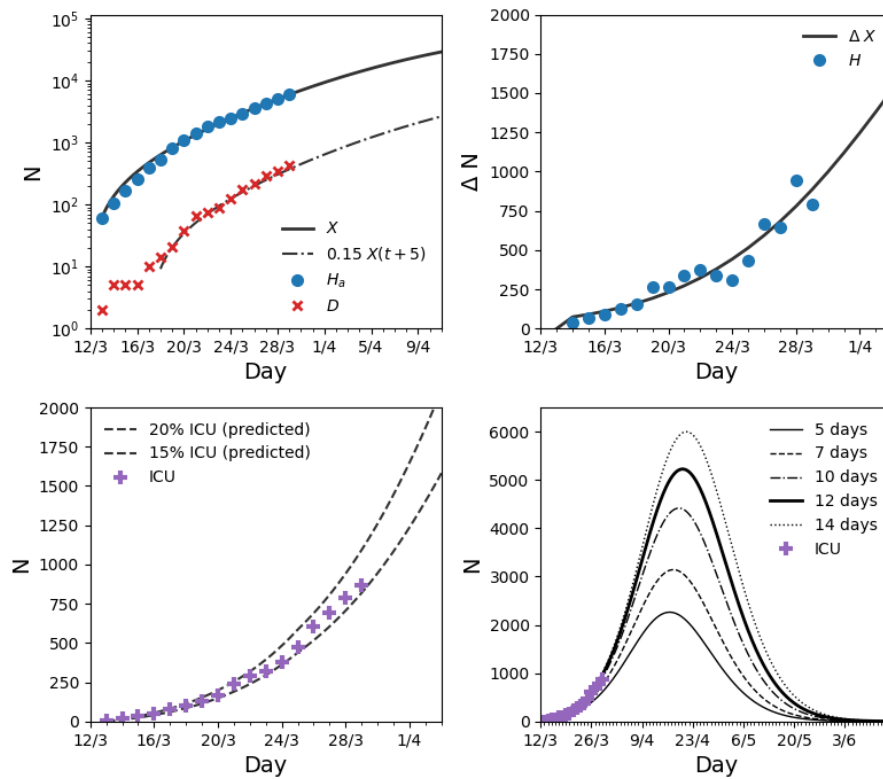 10^5
10^4
10^3
10^2
10^1
10^0
N
X
0.15 X(t + 5)
H_a
D
12/3 16/3 20/3 24/3 28/3 1/4 5/4 9/4
Day
2000
1750
1500
1250
1000
750
500
250
0
Δ N
Δ X
H
12/3 16/3 20/3 24/3 28/3 1/4
Day
2000
1750
1500
1250
1000
750
500
250
0
N
20% ICU (predicted)
15% ICU (predicted)
ICU
12/3 16/3 20/3 24/3 28/3 1/4
Day
6000
5000
4000
3000
2000
1000
0
N
5 days
7 days
10 days
12 days
14 days
ICU
12/3 26/3 9/4 23/4 6/5 20/5 3/6
Day